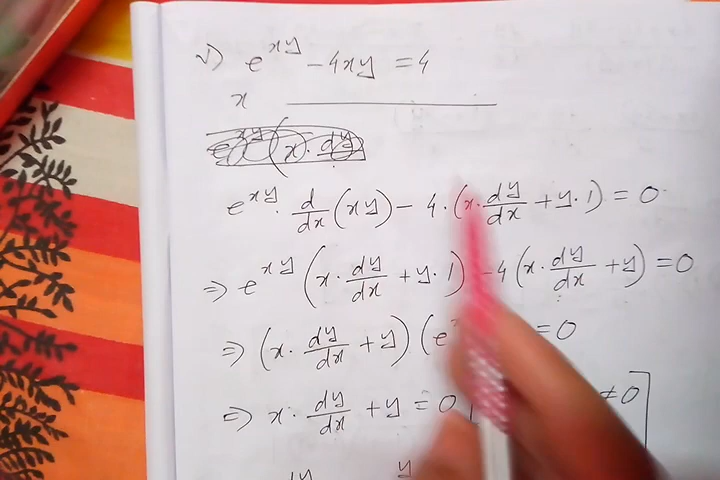 v) e^{xy} - 4xy = 4
x
e^{xy} · d/dx (xy) - 4 · (x · dy/dx + y · 1) = 0
⇒ e^{xy} (x · dy/dx + y · 1) - 4 (x · dy/dx + y) = 0
⇒ (x · dy/dx + y) (e = 0
⇒ x · dy/dx + y = 0 ≠ 0]
dy y